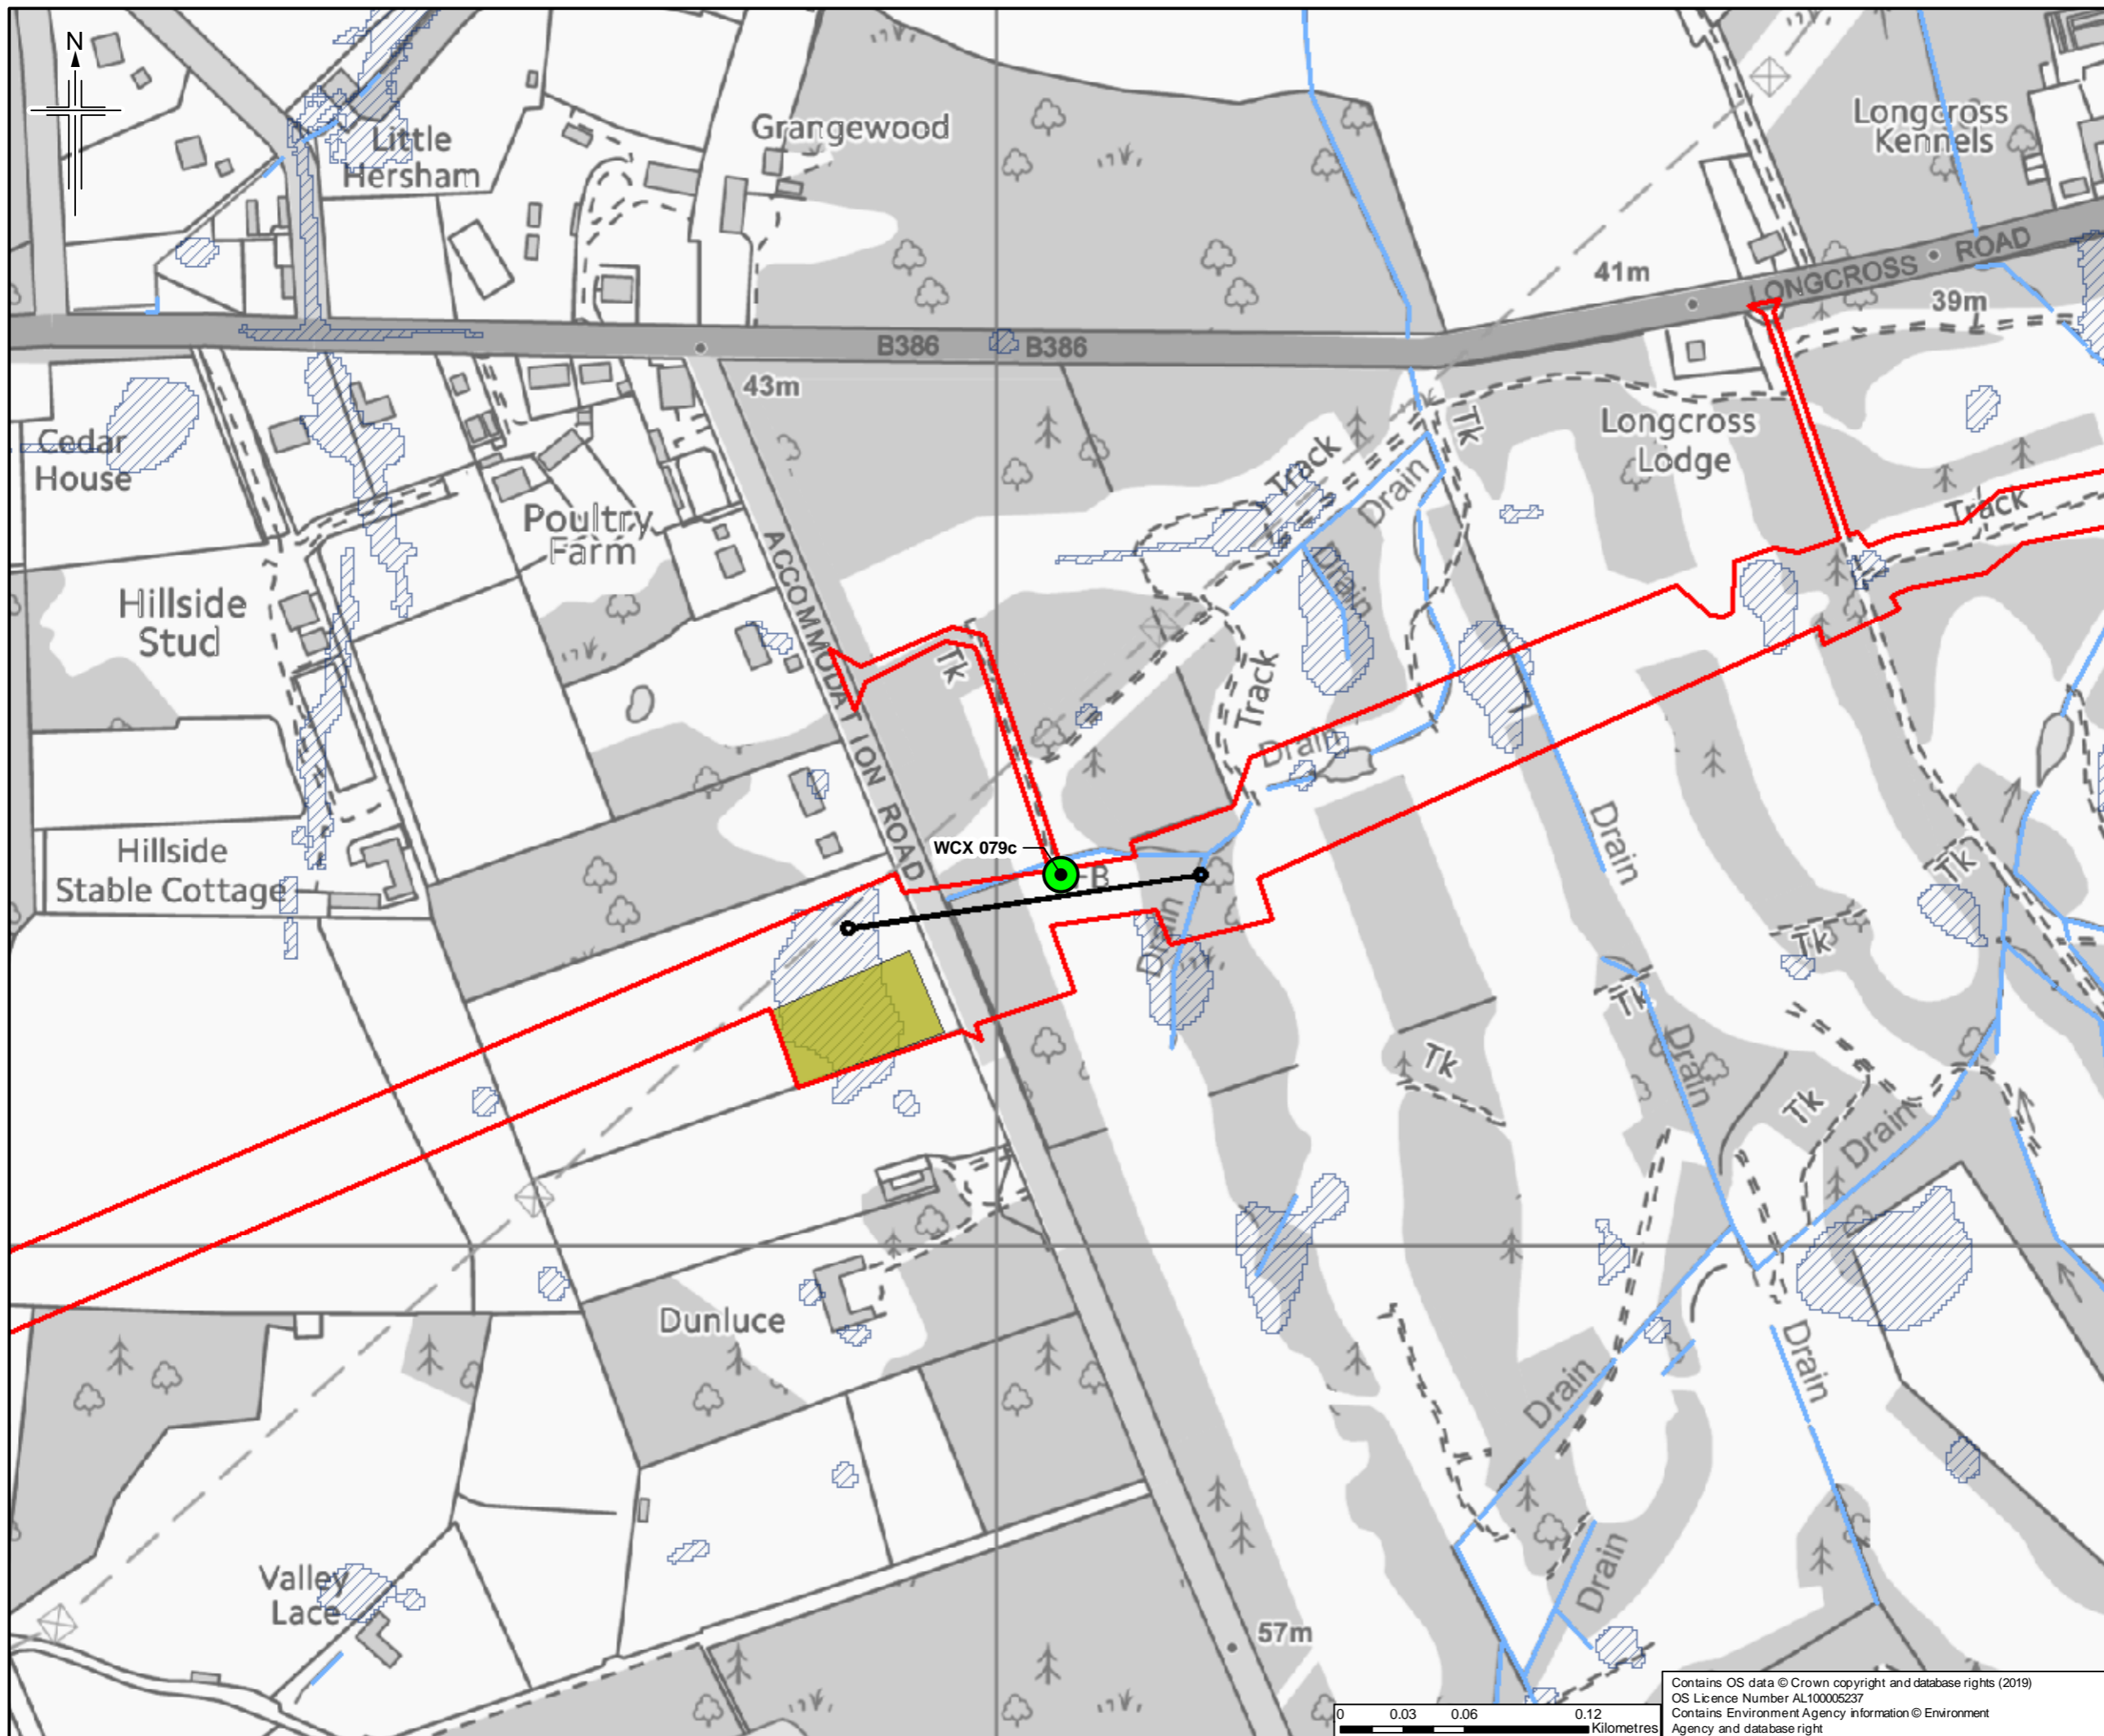 N
Little
Hersham
Grangewood
Longcross
Kennels
LONGCROSS ROAD
41m
39m
B386
B386
43m
Cedar
House
Poultry
Farm
Longcross
Lodge
Track
Tk
Drain
Track
Drain
Hillside
Stud
ACCOMMODATION ROAD
Tk
Track
Drain
Hillside
Stable Cottage
WCX 079c
FB
Drain
Drain
Tk
Tk
Tk
Tk
Drain
Tk
Drain
Dunluce
Drain
Drain
Valley
Lace
Drain
57m
0 0.03 0.06 0.12
Kilometres
Contains OS data © Crown copyright and database rights (2019)
OS Licence Number AL100005237
Contains Environment Agency information © Environment
Agency and database right